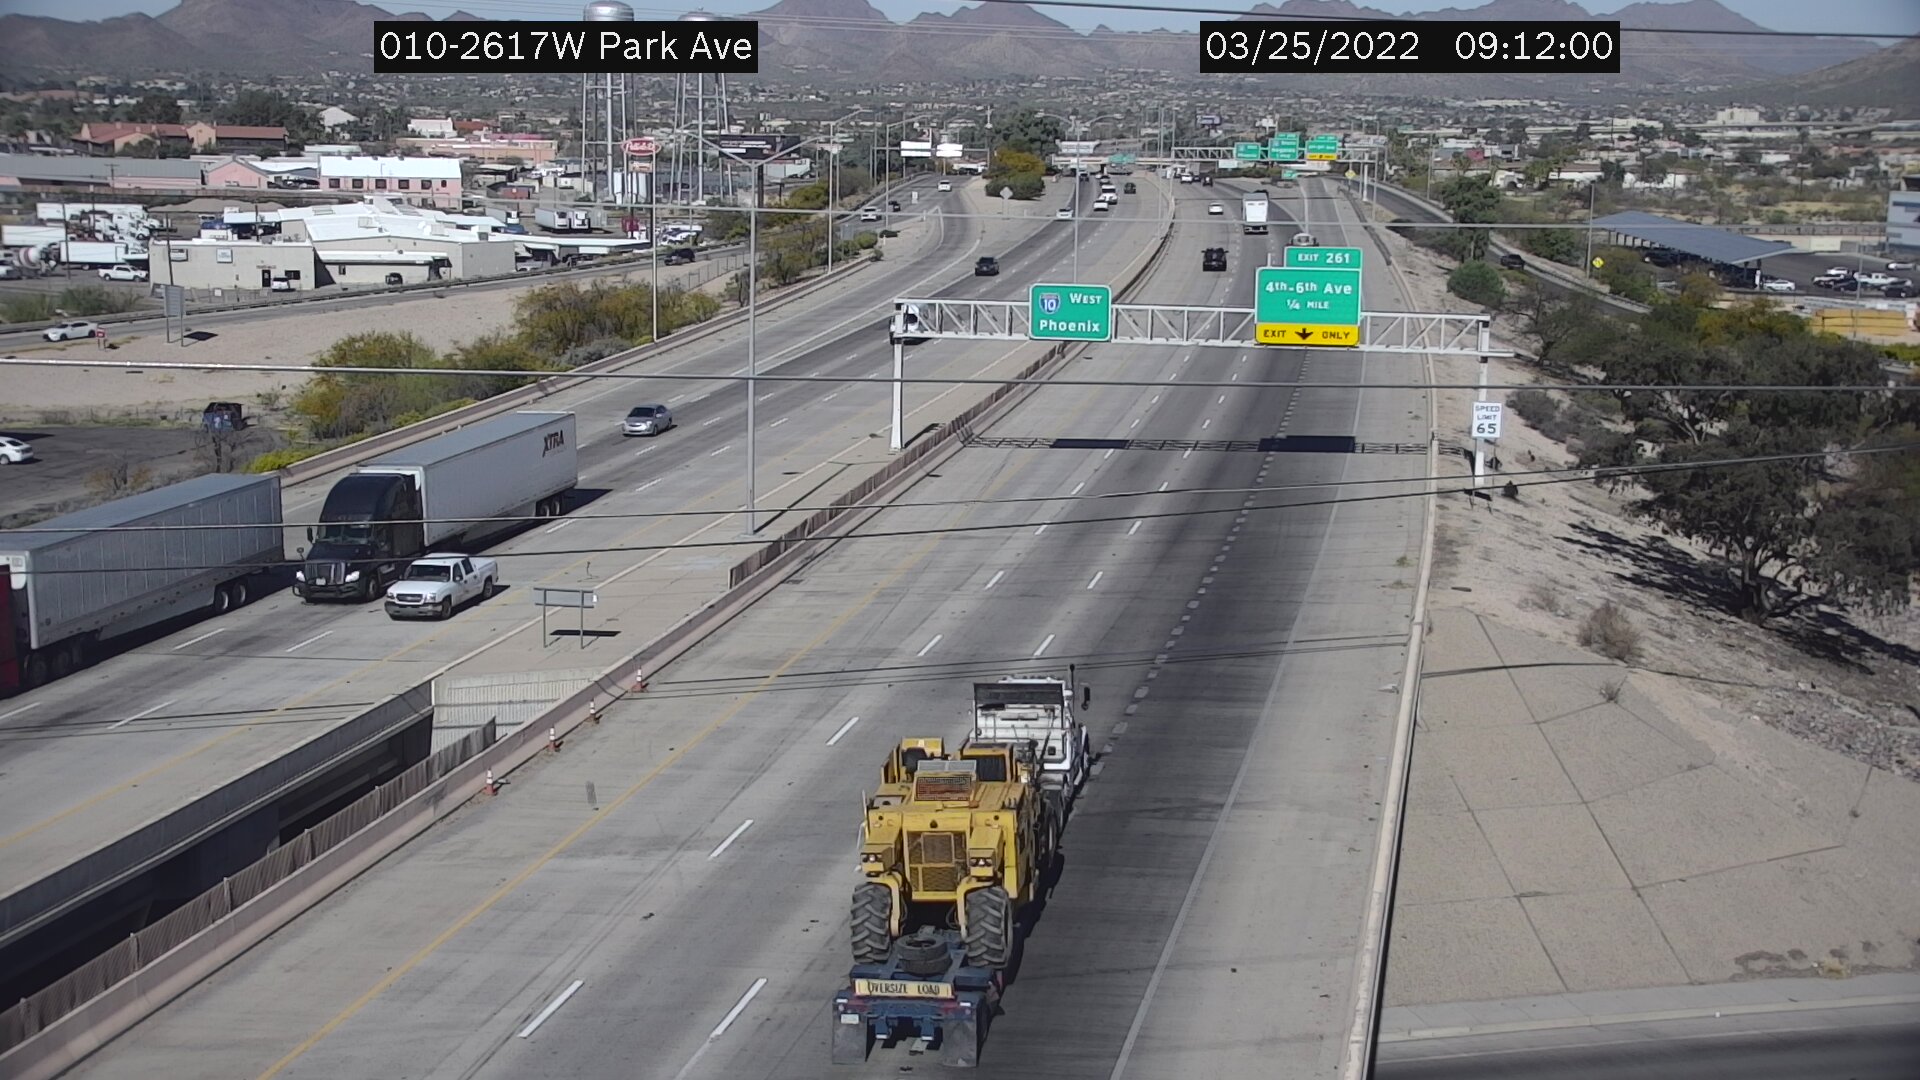 010-2617W Park Ave
03/25/2022 09:12:00
EXIT 261
4th-6th Ave
1/4 MILE
EXIT ONLY
10 WEST
Phoenix
SPEED
LIMIT
65
XTRA
OVERSIZE LOAD